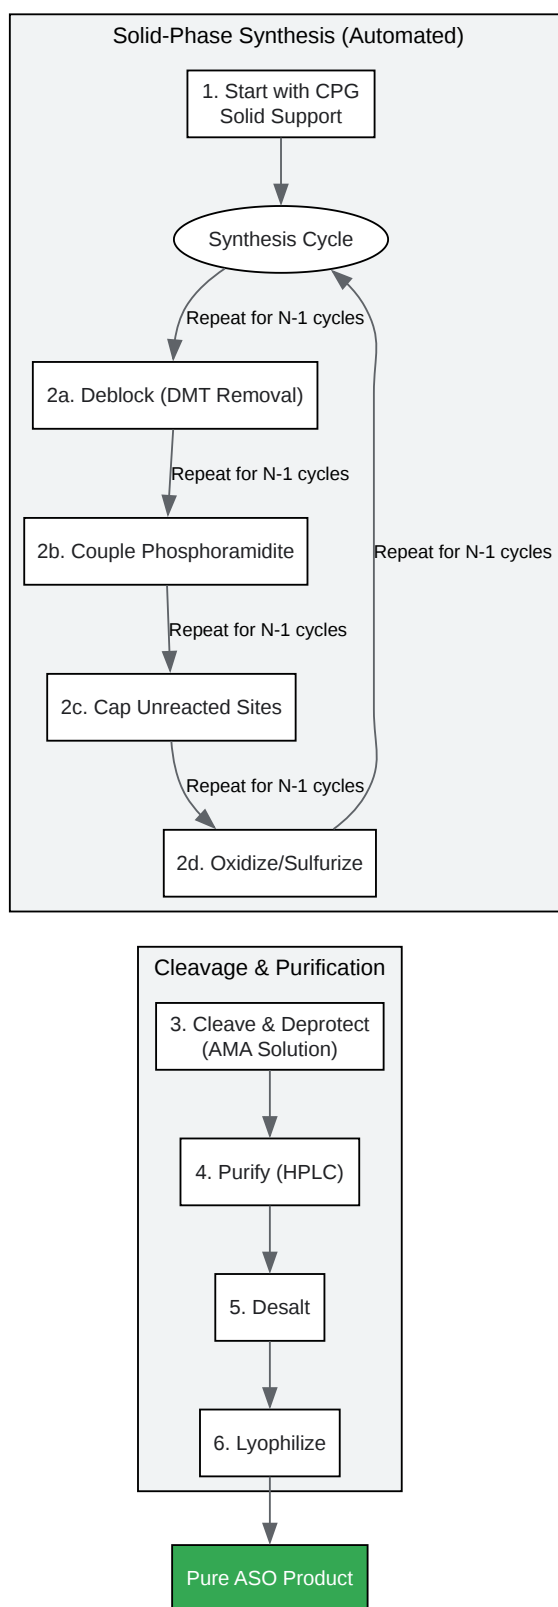 Solid-Phase Synthesis (Automated)
1. Start with CPG
Solid Support
Synthesis Cycle
Repeat for N-1 cycles
2a. Deblock (DMT Removal)
Repeat for N-1 cycles
2b. Couple Phosphoramidite
Repeat for N-1 cycles
Repeat for N-1 cycles
2c. Cap Unreacted Sites
Repeat for N-1 cycles
2d. Oxidize/Sulfurize
Cleavage & Purification
3. Cleave & Deprotect
(AMA Solution)
4. Purify (HPLC)
5. Desalt
6. Lyophilize
Pure ASO Product